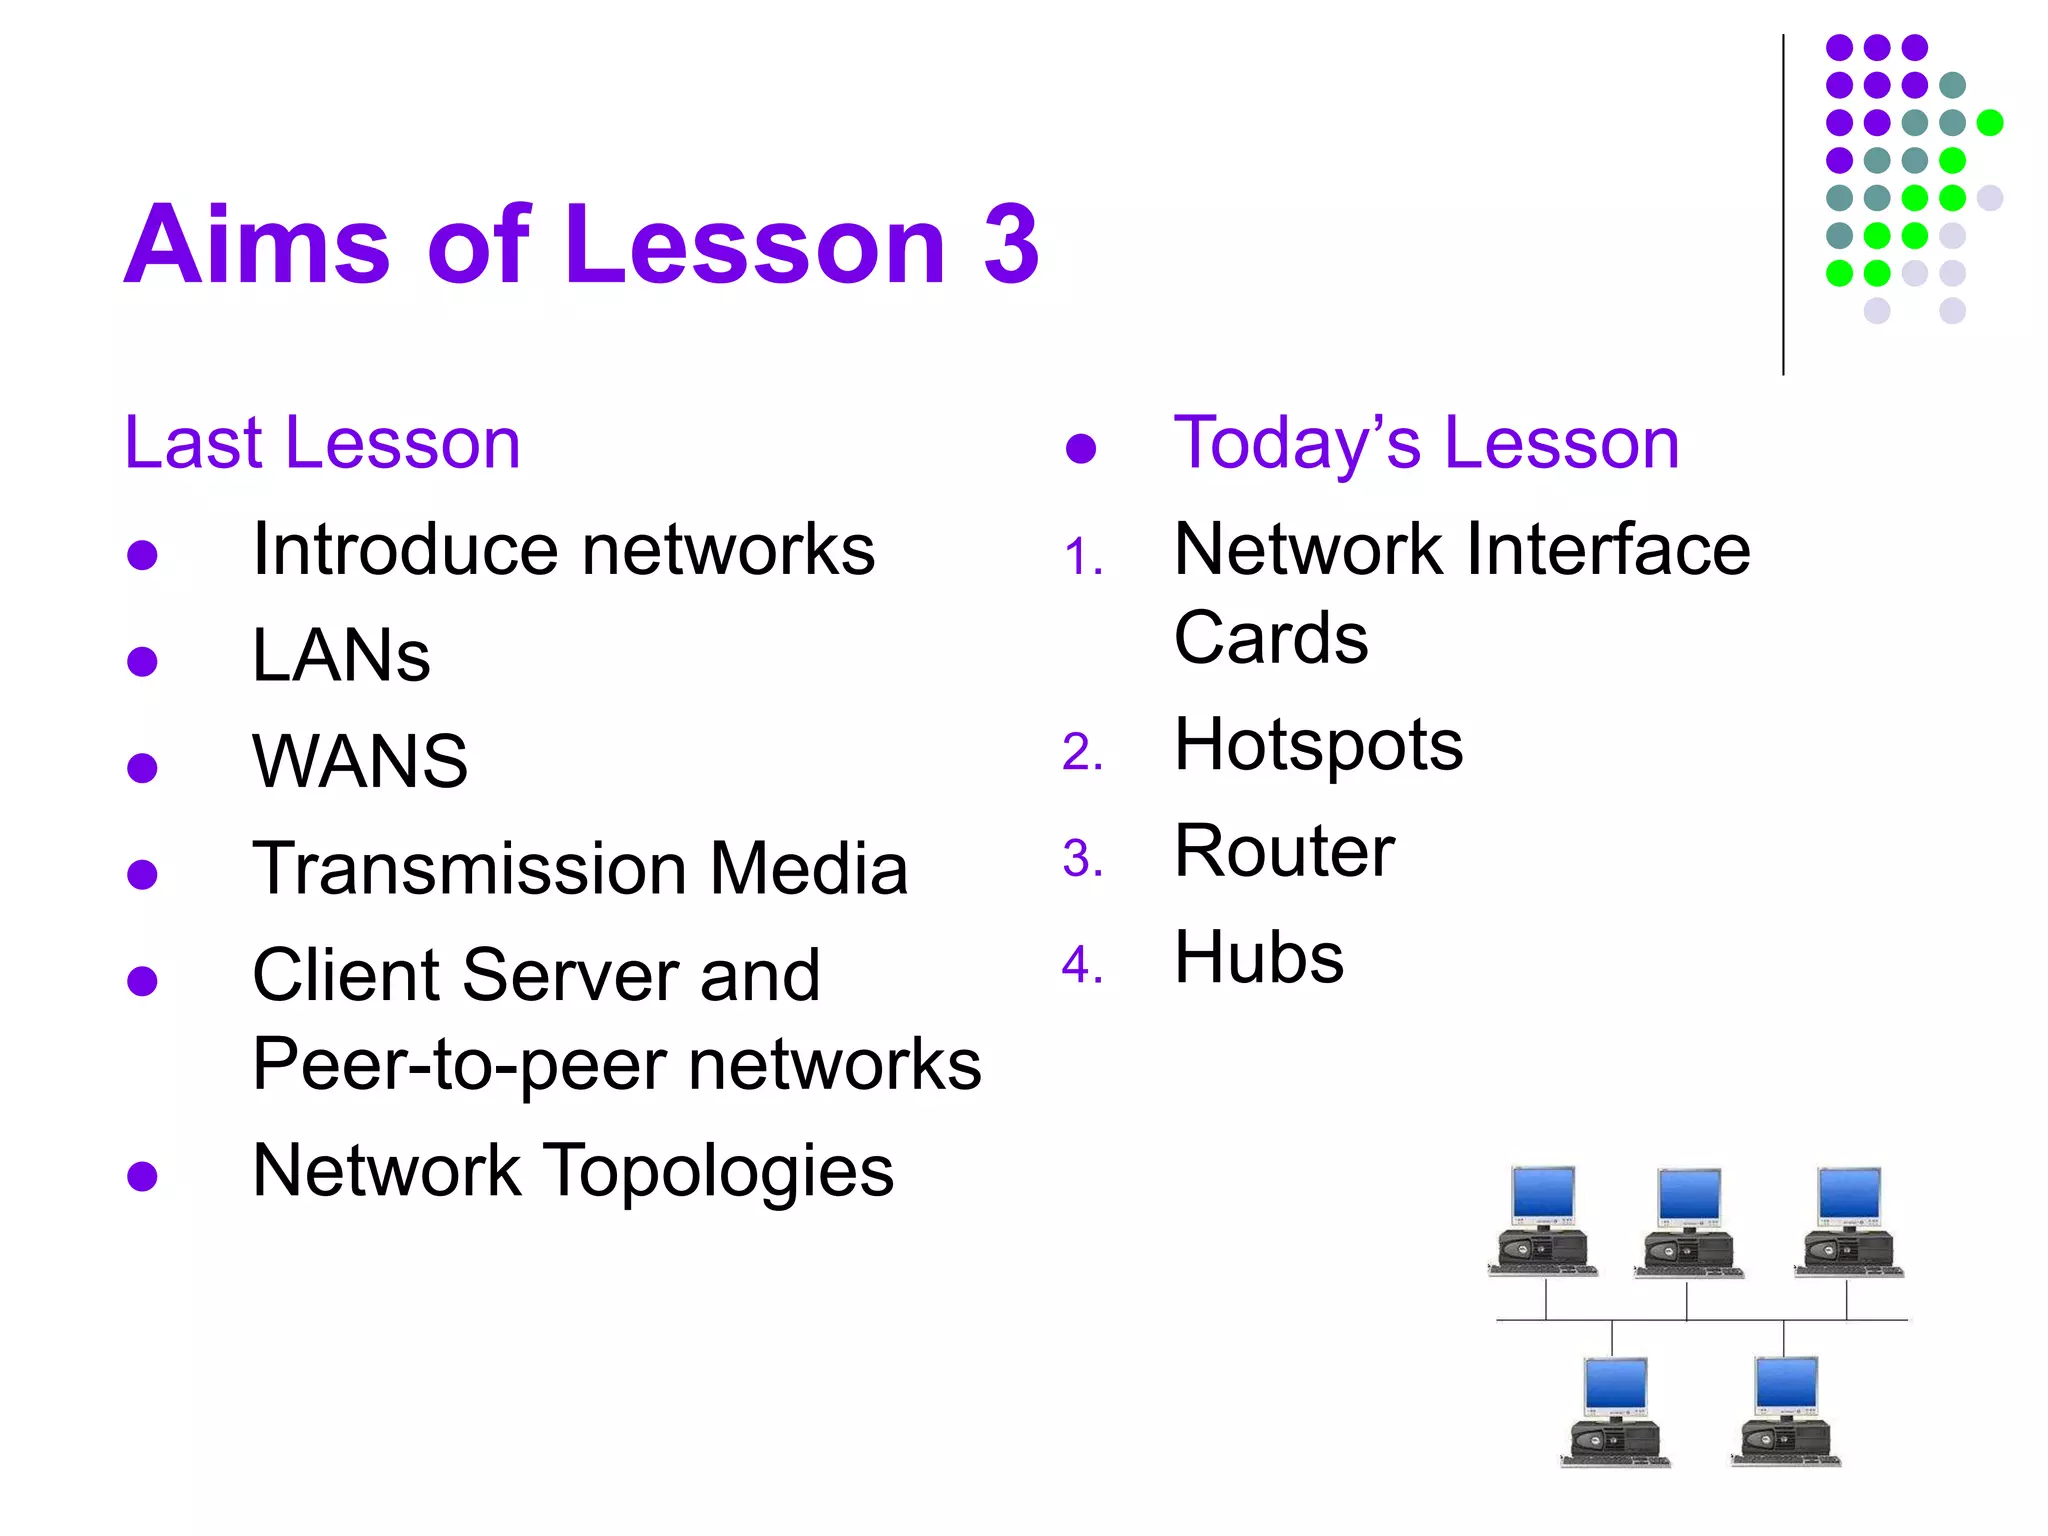 Aims of Lesson 3
Last Lesson
● Introduce networks
● LANs
● WANS
● Transmission Media
● Client Server and
Peer-to-peer networks
● Network Topologies
● Today’s Lesson
1. Network Interface
Cards
2. Hotspots
3. Router
4. Hubs